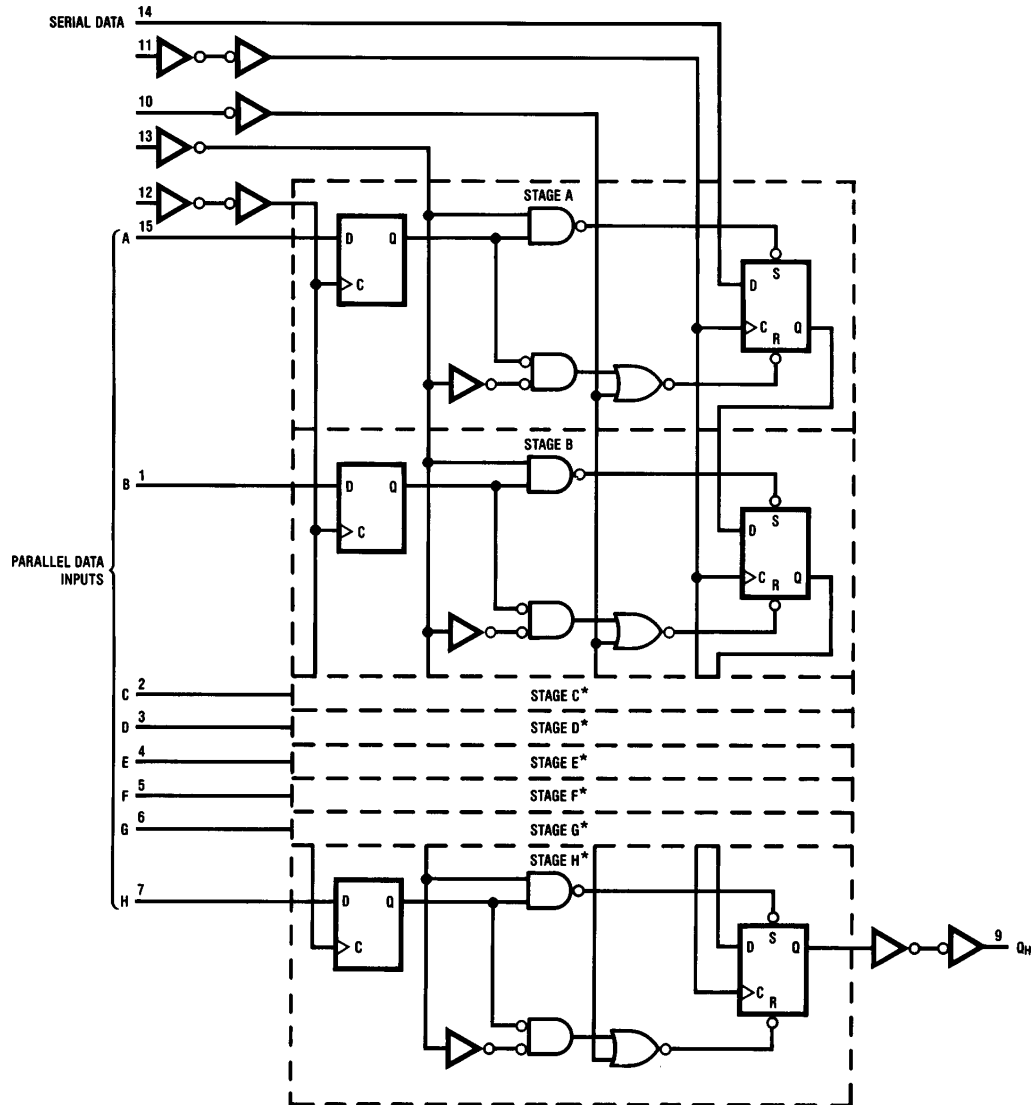 SERIAL DATA 14
11
10
13
12
15
A
STAGE A
D Q
C
S
D
C Q
R
STAGE B
B 1
D Q
C
S
D
C Q
R
PARALLEL DATA
INPUTS
C 2
STAGE C*
D 3
STAGE D*
E 4
STAGE E*
F 5
STAGE F*
G 6
STAGE G*
STAGE H*
H 7
D Q
C
S
D Q
C
R
9
QH